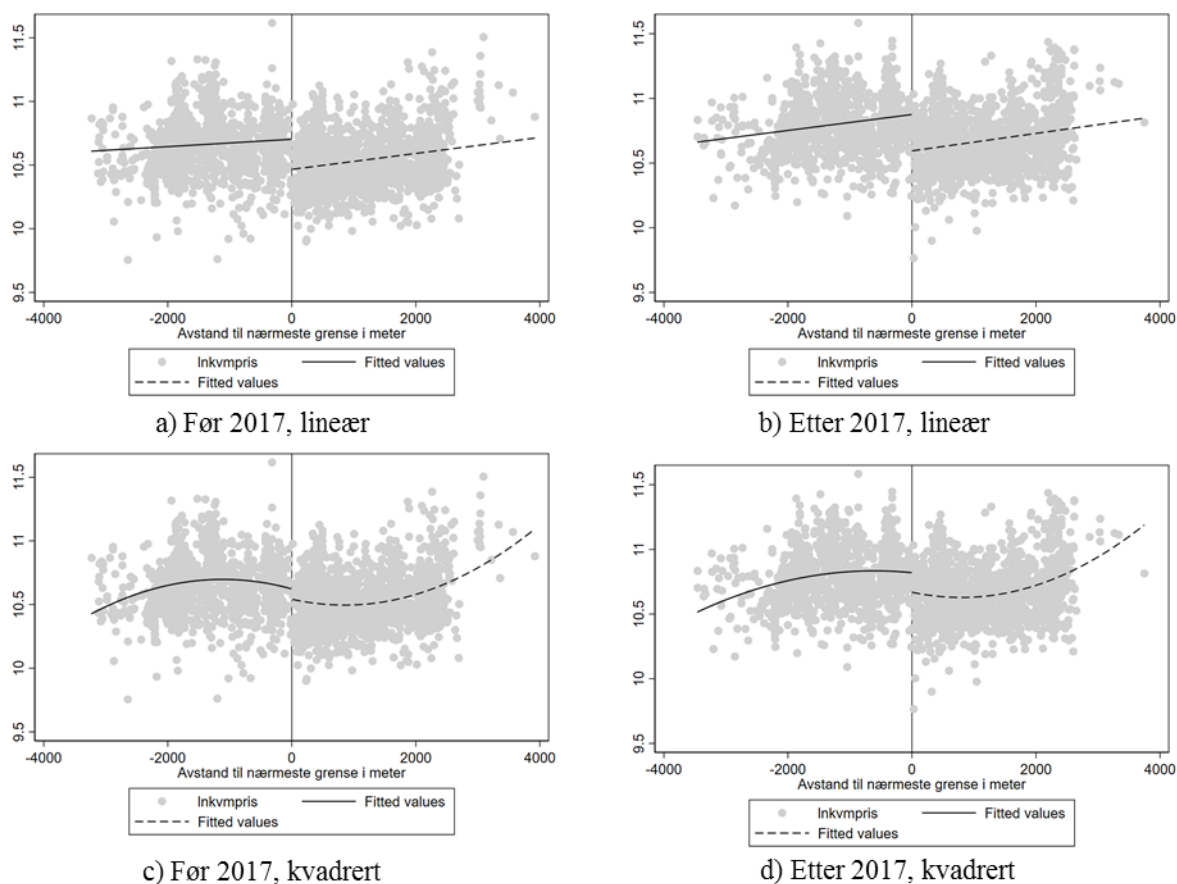 11.5
11
10.5
10
9.5
-4000 -2000 0 2000 4000
Avstand til nærmeste grense i meter
lnkvmpris Fitted values
Fitted values
a) Før 2017, lineær
11.5
11
10.5
10
9.5
-4000 -2000 0 2000 4000
Avstand til nærmeste grense i meter
lnkvmpris Fitted values
Fitted values
b) Etter 2017, lineær
11.5
11
10.5
10
9.5
-4000 -2000 0 2000 4000
Avstand til nærmeste grense i meter
lnkvmpris Fitted values
Fitted values
c) Før 2017, kvadrert
11.5
11
10.5
10
9.5
-4000 -2000 0 2000 4000
Avstand til nærmeste grense i meter
lnkvmpris Fitted values
Fitted values
d) Etter 2017, kvadrert